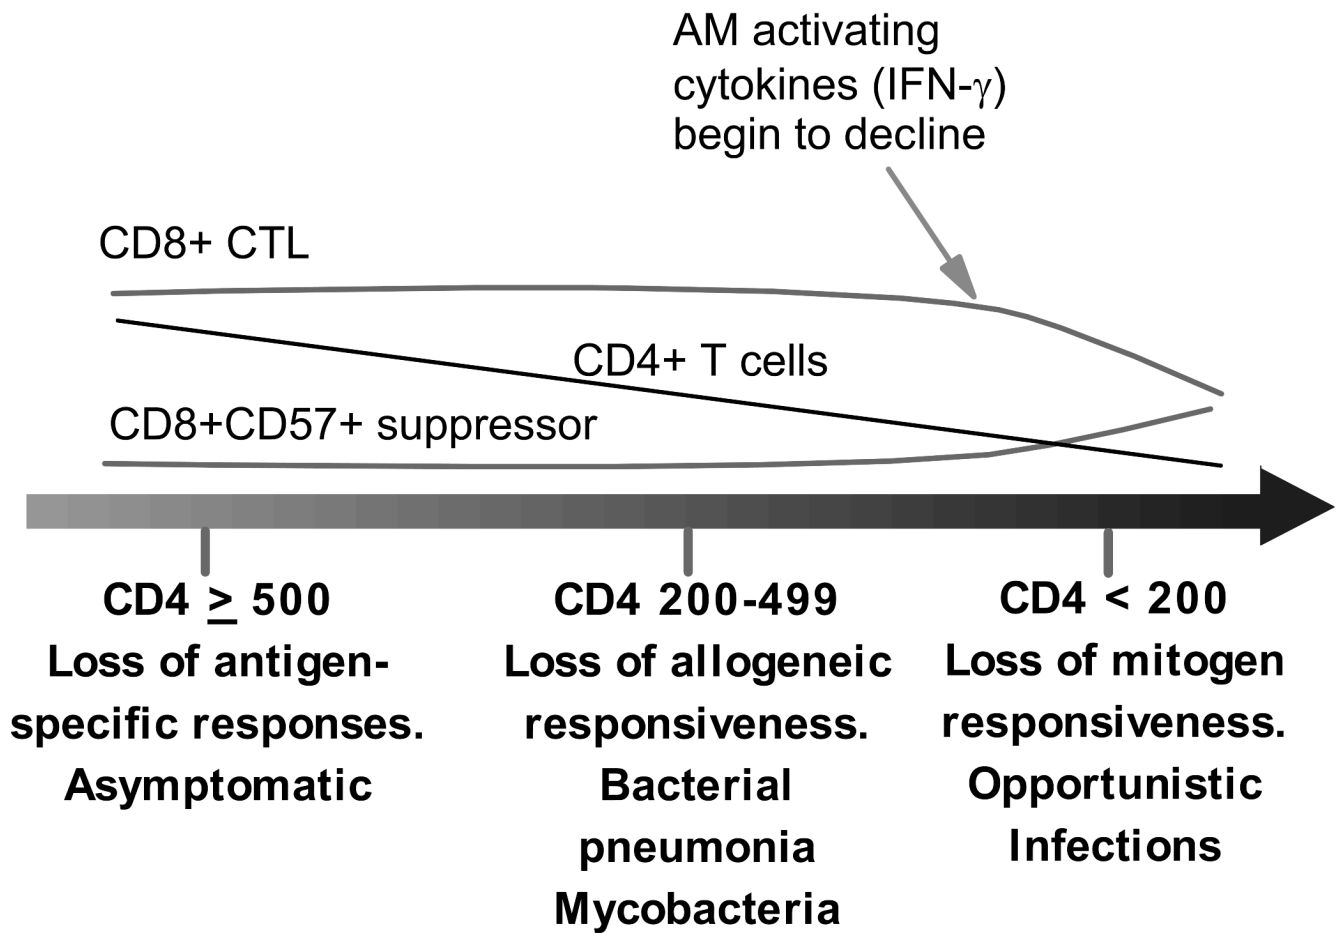 AM activating
cytokines (IFN-γ)
begin to decline
CD8+ CTL
CD4+ T cells
CD8+CD57+ suppressor
CD4 ≥ 500
Loss of antigen-
specific responses.
Asymptomatic
CD4 200-499
Loss of allogeneic
responsiveness.
Bacterial
pneumonia
Mycobacteria
CD4 < 200
Loss of mitogen
responsiveness.
Opportunistic
Infections